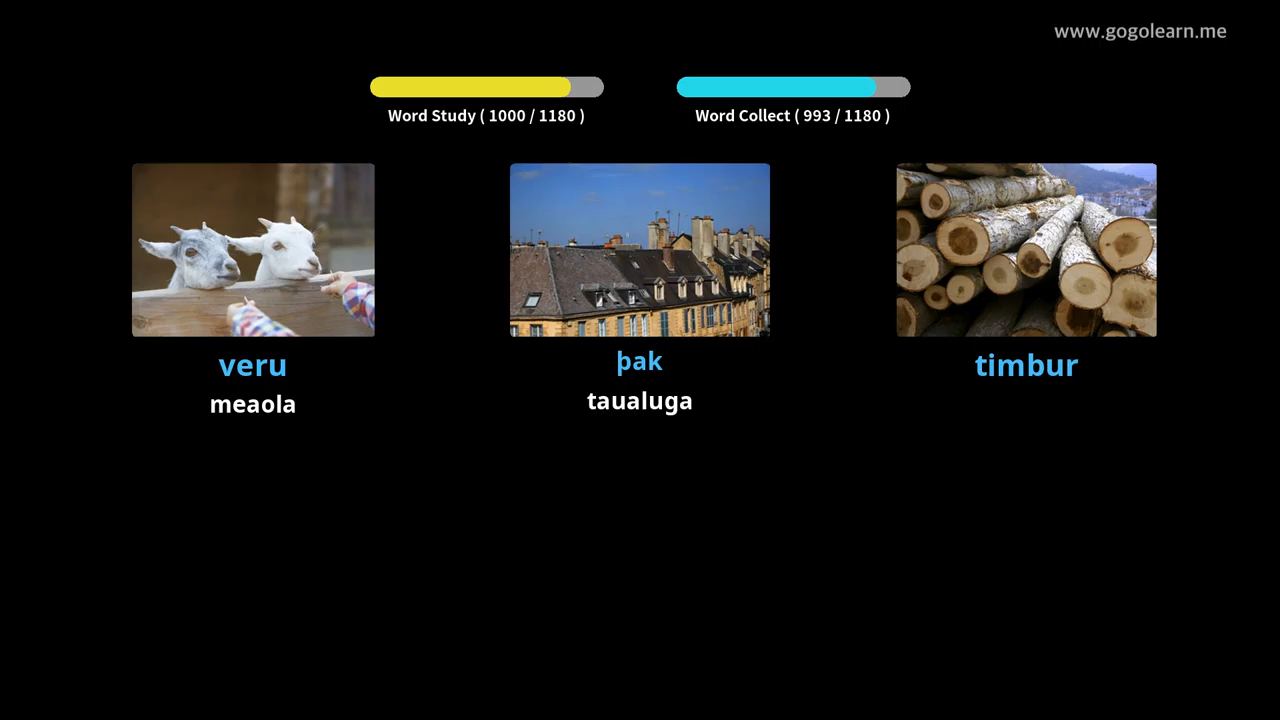 www.gogolearn.me
Word Study ( 1000 / 1180 )
Word Collect ( 993 / 1180 )
veru
meaola
þak
taualuga
timbur